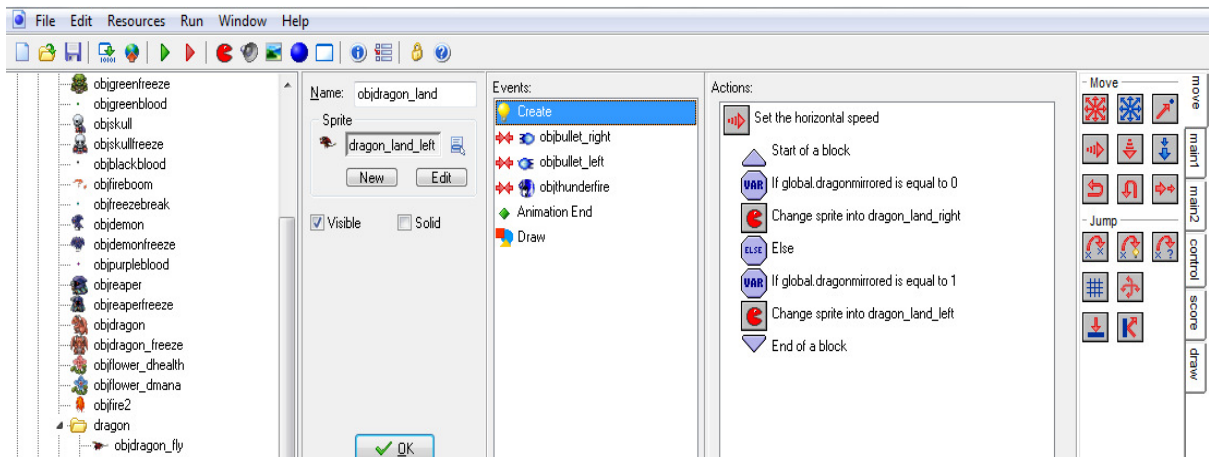 File Edit Resources Run Window Help
objgreenfreeze
objgreenblood
objskull
objskullfreeze
objblackblood
objfireboom
objfreezebreak
objdemon
objdemonfreeze
objpurpleblood
objreaper
objreaperfreeze
objdragon
objdragon_freeze
objflower_dhealth
objflower_dmana
objfire2
dragon
objdragon_fly
Name: objdragon_land
Sprite
dragon_land_left
New Edit
Visible Solid
OK
Events:
Create
objbullet_right
objbullet_left
objthunderfire
Animation End
Draw
Actions:
Set the horizontal speed
Start of a block
VAR If global.dragonmirrored is equal to 0
Change sprite into dragon_land_right
ELSE Else
VAR If global.dragonmirrored is equal to 1
Change sprite into dragon_land_left
End of a block
Move
Jump
move
main1
main2
control
score
draw